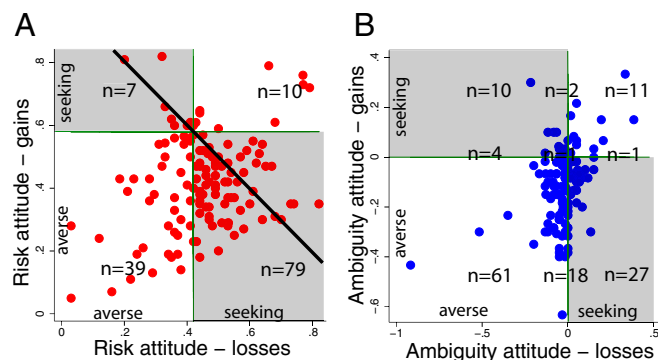 A
Risk attitude – gains
averse
seeking
.8
.6
.4
.2
0
n=7
n=10
n=39
n=79
averse
seeking
0
.2
.4
.6
.8
Risk attitude – losses
B
Ambiguity attitude – gains
averse
seeking
.4
.2
0
-.2
-.4
-.6
n=10
n=2
n=11
n=4
n=1
n=61
n=18
n=27
averse
seeking
-1
-.5
0
.5
Ambiguity attitude – losses